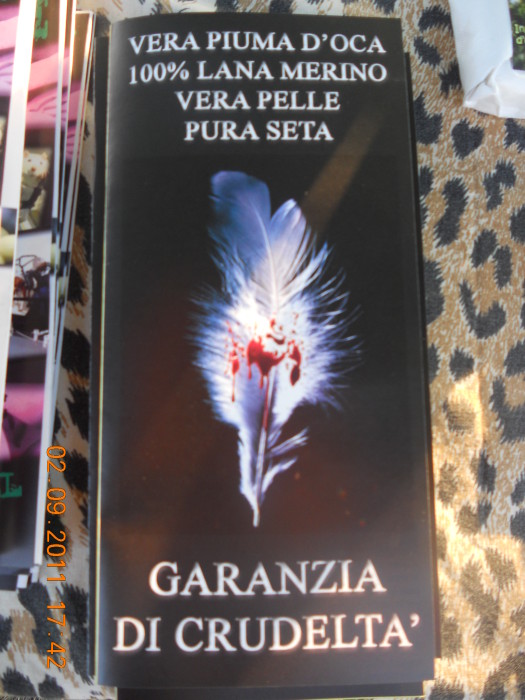 VERA PIUMA D'OCA
100% LANA MERINO
VERA PELLE
PURA SETA
GARANZIA
DI CRUDELTA'
02.09.2011 17.42